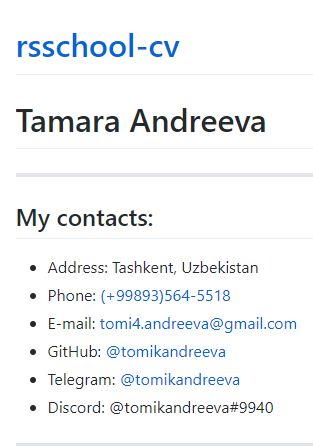 rsschool-cv
Tamara Andreeva
My contacts:
Address: Tashkent, Uzbekistan
Phone: (+99893)564-5518
E-mail: tomi4.andreeva@gmail.com
GitHub: @tomikandreeva
Telegram: @tomikandreeva
Discord: @tomikandreeva#9940